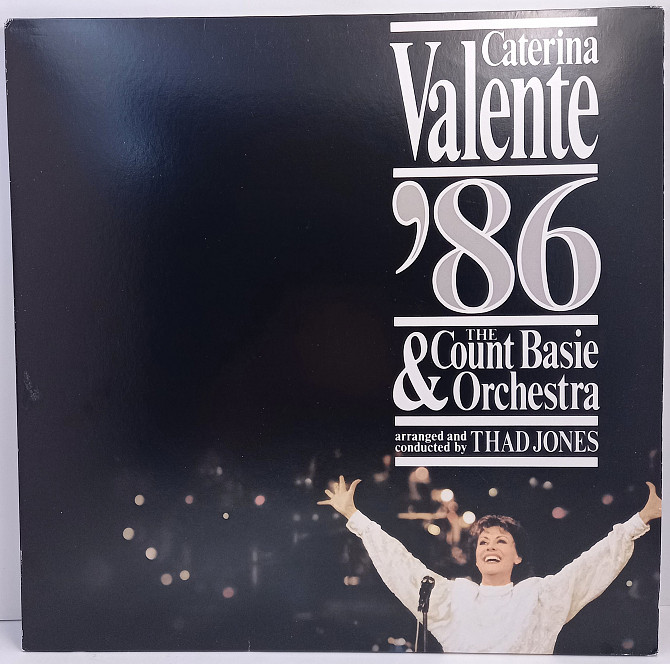 Caterina
Valente
’86
& THE
Count Basie
Orchestra
arranged and
conducted by THAD JONES